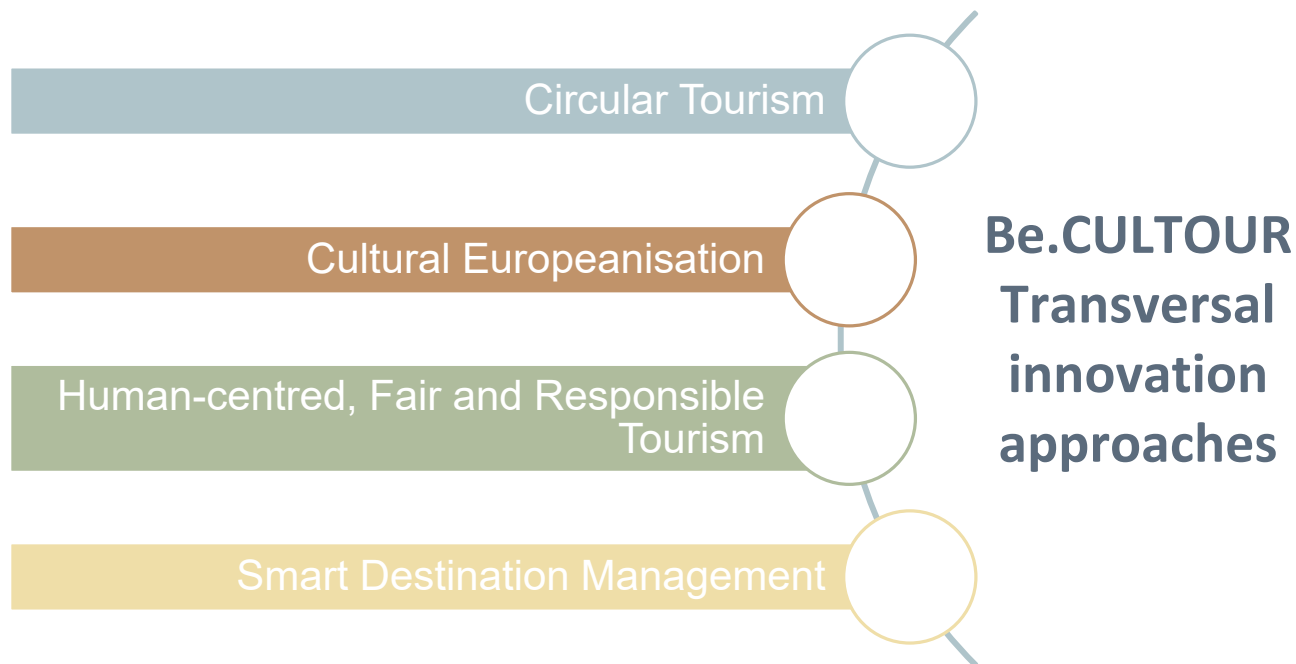 Circular Tourism
Cultural Europeanisation
Human-centred, Fair and Responsible
Tourism
Smart Destination Management
Be.CULTOUR
Transversal
innovation
approaches